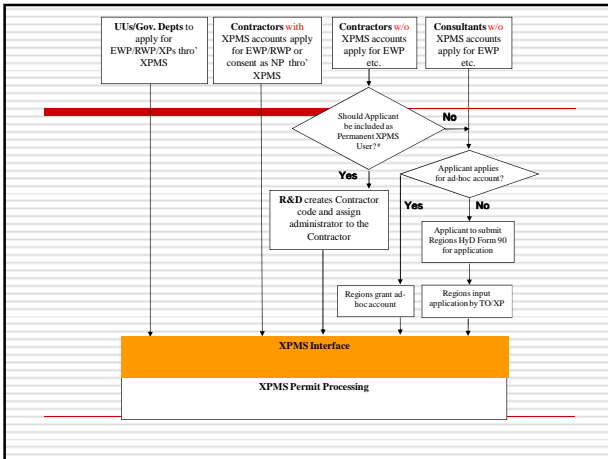 UUs/Gov. Depts to
apply for
EWP/RWP/XPs thro'
XPMS
Contractors with
XPMS accounts apply
for EWP/RWP or
consent as NP thro'
XPMS
Contractors w/o
XPMS accounts
apply for EWP
etc.
Consultants w/o
XPMS accounts
apply for EWP
etc.
Should Applicant
be included as
Permanent XPMS
User?*
No
Yes
Applicant applies
for ad-hoc account?
Yes
No
R&D creates Contractor
code and assign
administrator to the
Contractor
Applicant to submit
Regions HyD Form 90
for application
Regions grant ad-
hoc account
Regions input
application by TO/XP
XPMS Interface
XPMS Permit Processing